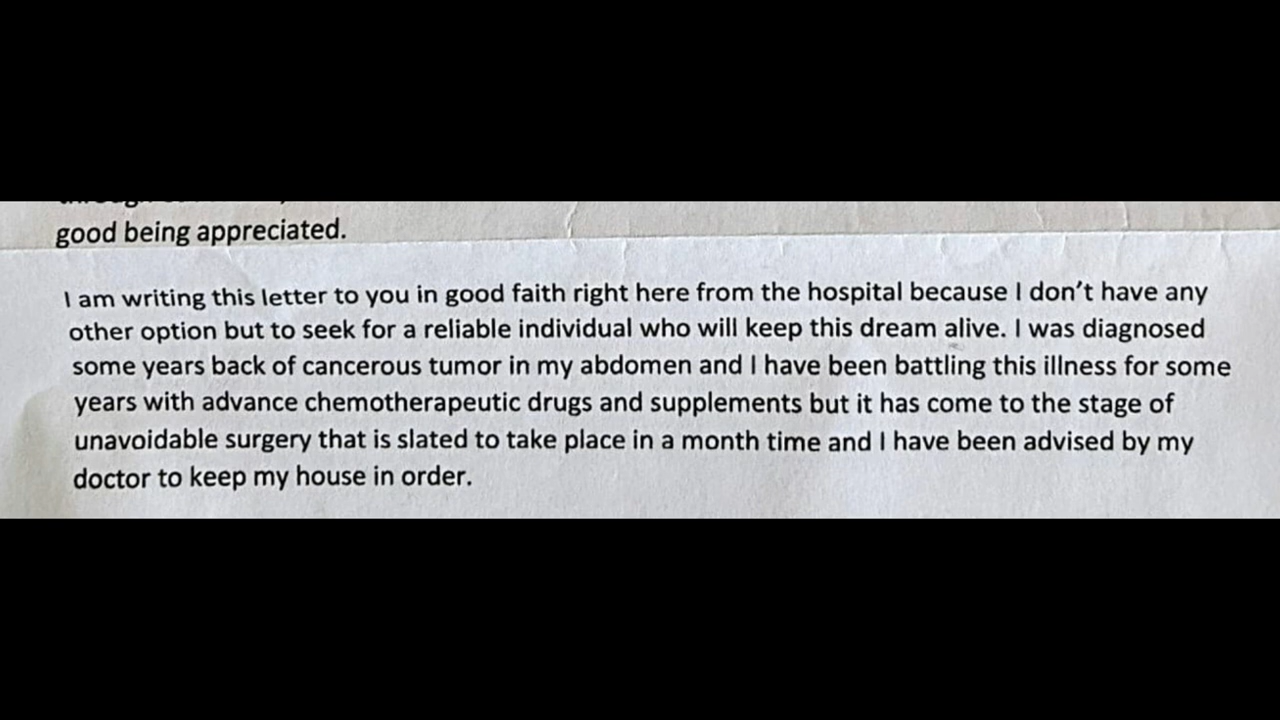 good being appreciated.
I am writing this letter to you in good faith right here from the hospital because I don't have any
other option but to seek for a reliable individual who will keep this dream alive. I was diagnosed
some years back of cancerous tumor in my abdomen and I have been battling this illness for some
years with advance chemotherapeutic drugs and supplements but it has come to the stage of
unavoidable surgery that is slated to take place in a month time and I have been advised by my
doctor to keep my house in order.